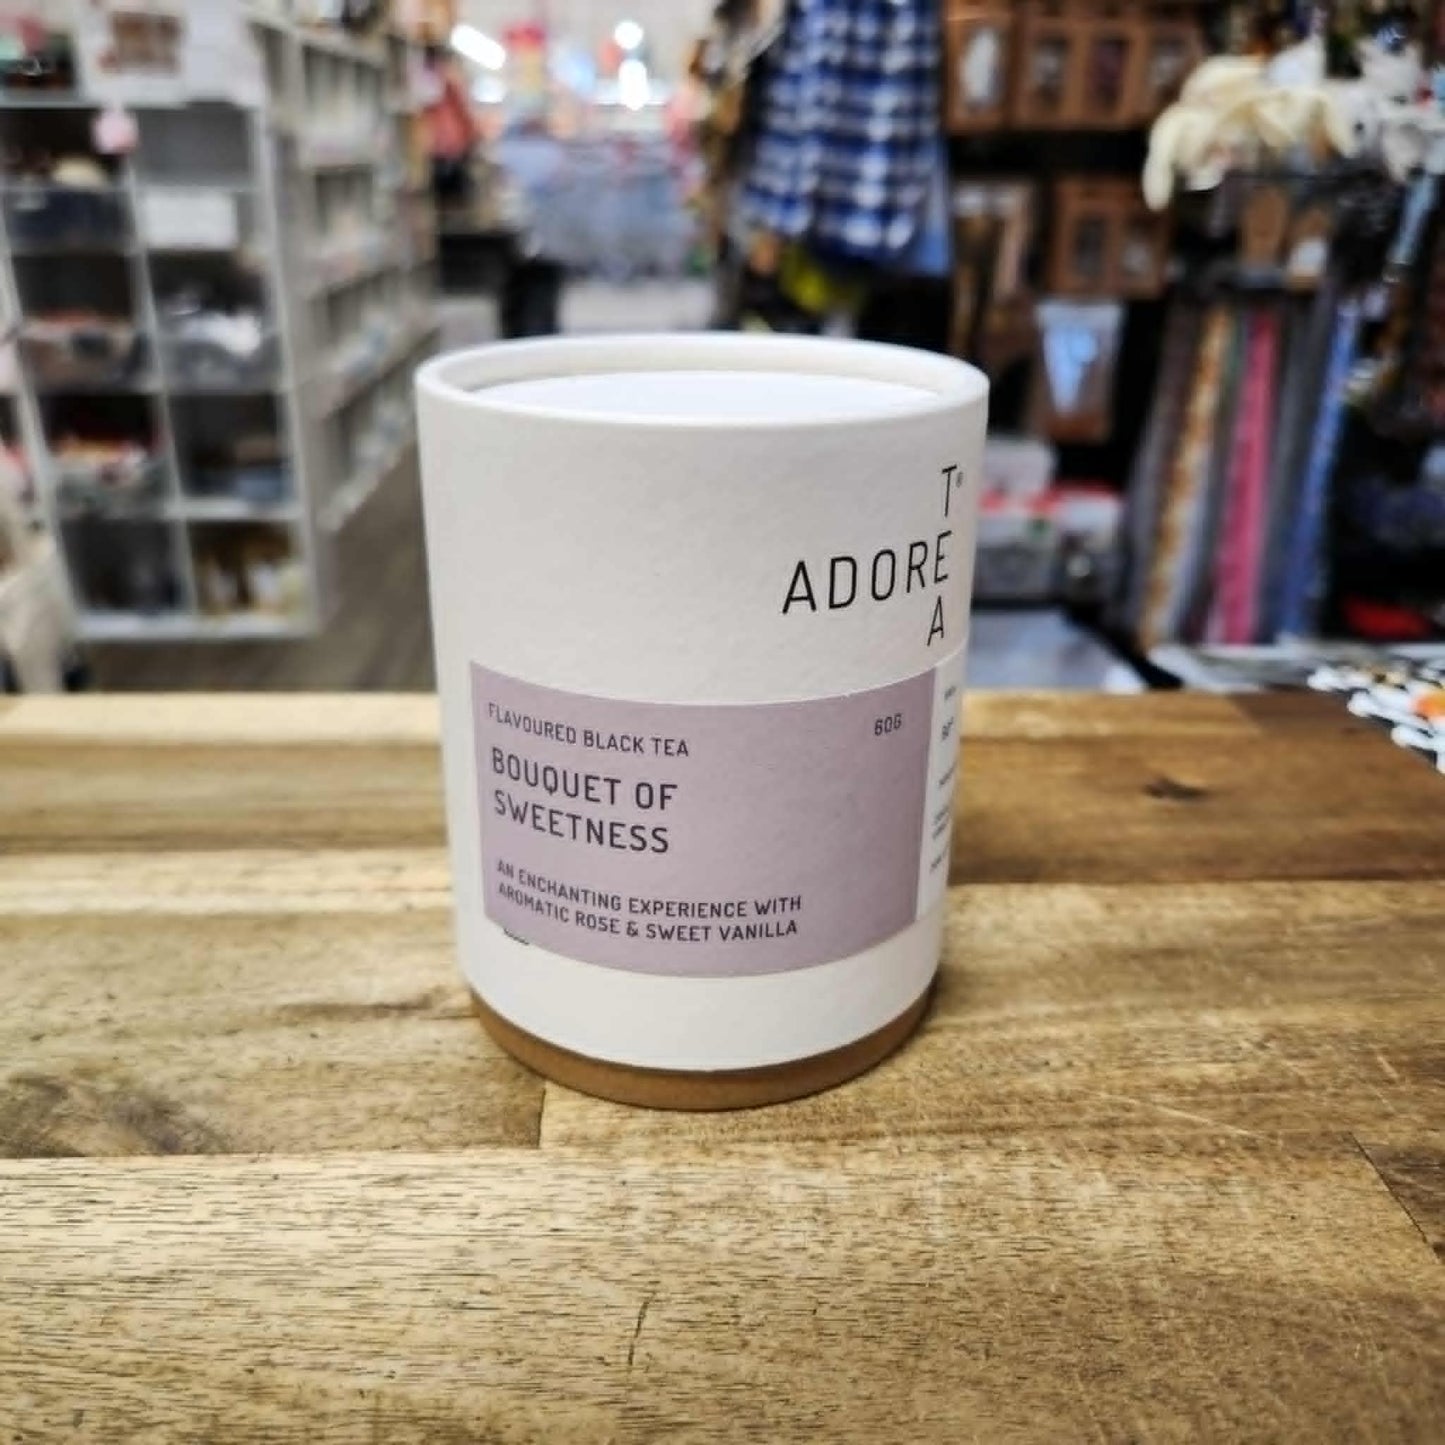 T®
ADORE
A
FLAVOURED BLACK TEA
60G
BOUQUET OF
SWEETNESS
AN ENCHANTING EXPERIENCE WITH
AROMATIC ROSE & SWEET VANILLA